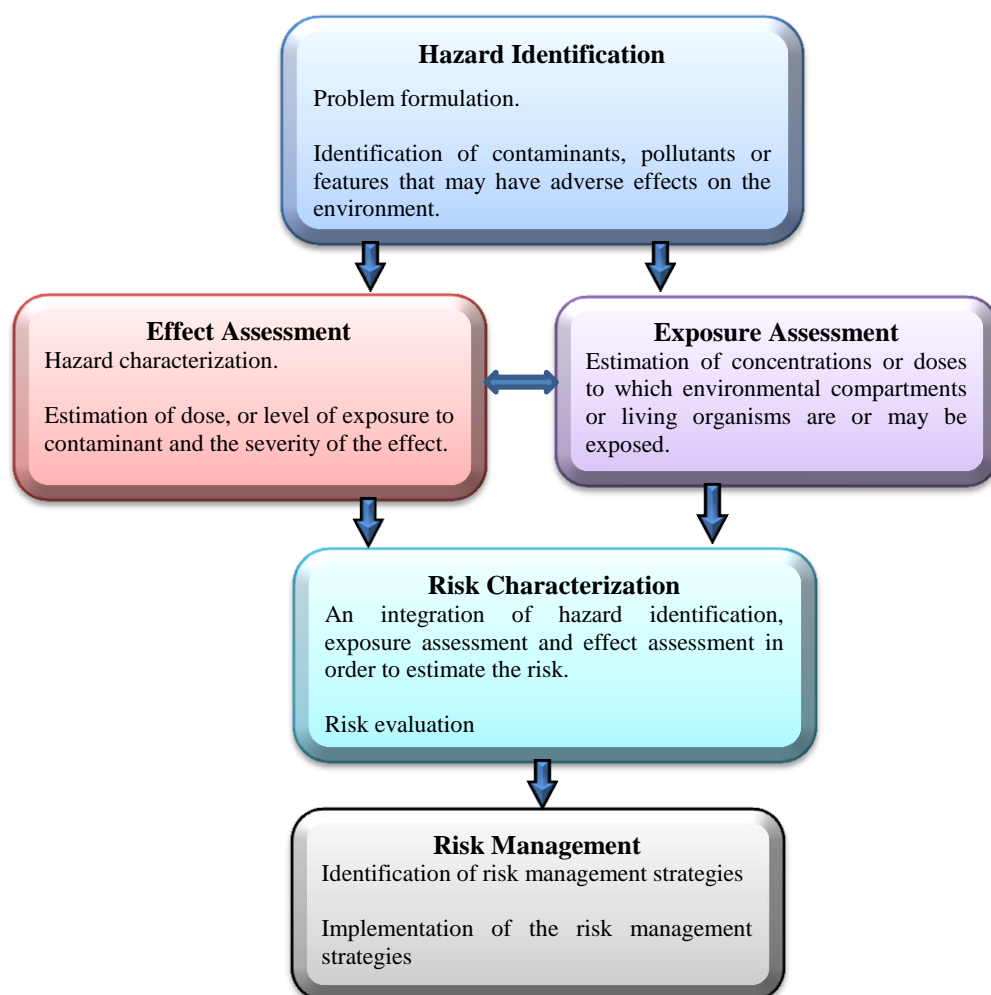 Hazard Identification
Problem formulation.
Identification of contaminants, pollutants or
features that may have adverse effects on the
environment.
Effect Assessment
Hazard characterization.
Estimation of dose, or level of exposure to
contaminant and the severity of the effect.
Exposure Assessment
Estimation of concentrations or doses
to which environmental compartments
or living organisms are or may be
exposed.
Risk Characterization
An integration of hazard identification,
exposure assessment and effect assessment in
order to estimate the risk.
Risk evaluation
Risk Management
Identification of risk management strategies
Implementation of the risk management
strategies